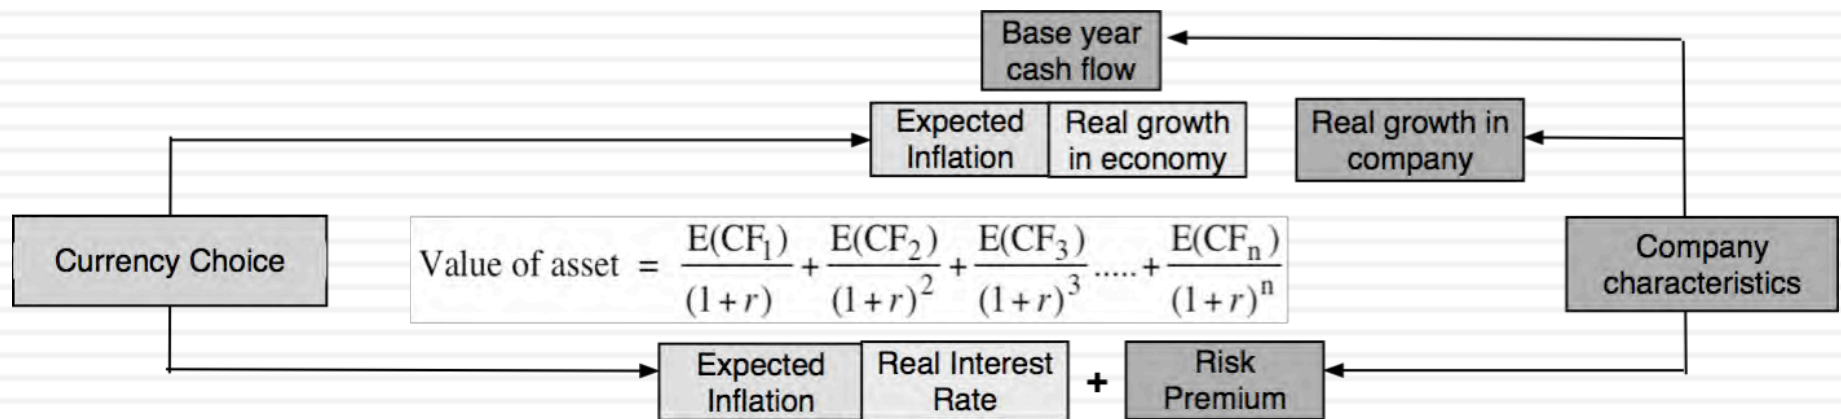 Base year
cash flow
Expected
Inflation
Real growth
in economy
Real growth in
company
Currency Choice
Value of asset = E(CF₁)/(1+r) + E(CF₂)/(1+r)² + E(CF₃)/(1+r)³ ..... + E(CFₙ)/(1+r)ⁿ
Company
characteristics
Expected
Inflation
Real Interest
Rate
+
Risk
Premium